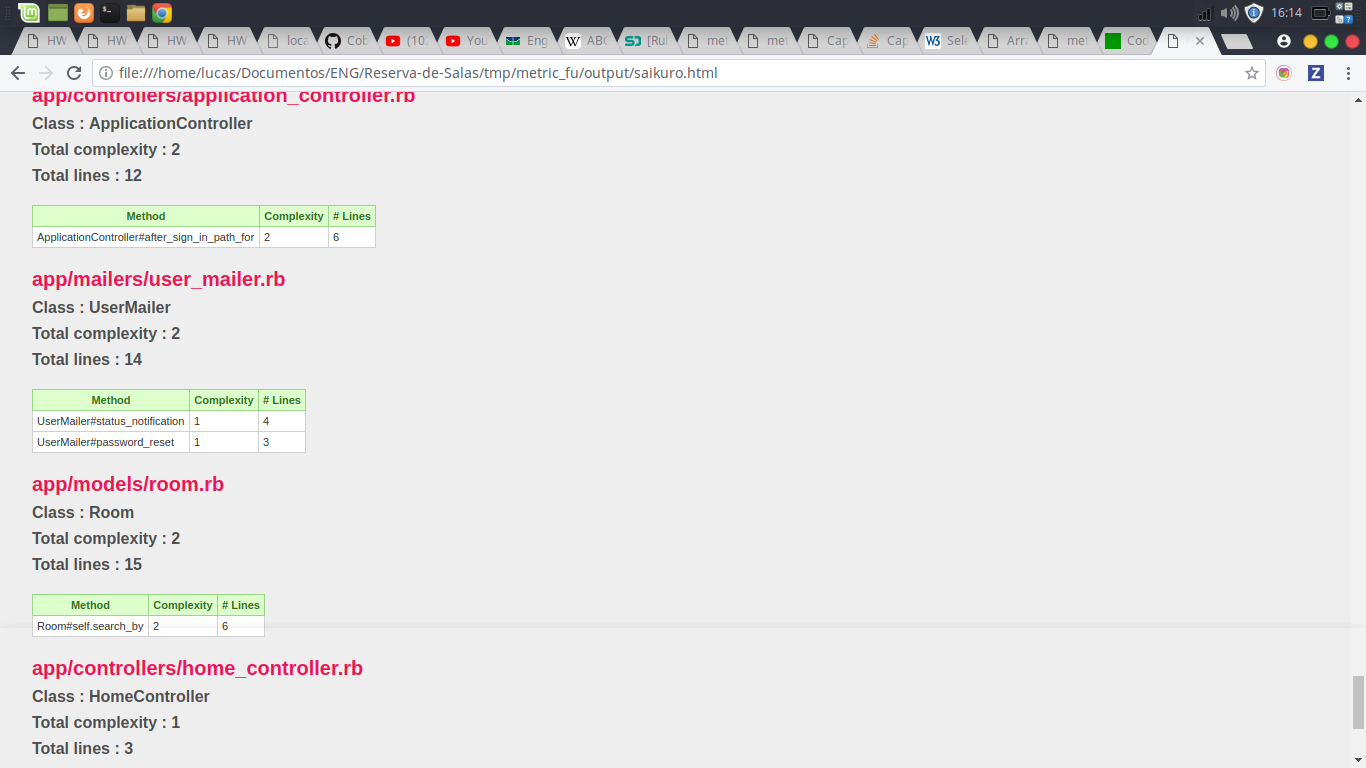 16:14
HW
HW
HW
HW
loca
Cob
(10
You
Eng
W ABC
[Rul
met
met
Cap
Cap
W3 Sele
Arra
met
Coc
file:///home/lucas/Documentos/ENG/Reserva-de-Salas/tmp/metric_fu/output/saikuro.html
Z
app/controllers/application_controller.rb
Class : ApplicationController
Total complexity : 2
Total lines : 12
Method Complexity # Lines
ApplicationController#after_sign_in_path_for 2 6
app/mailers/user_mailer.rb
Class : UserMailer
Total complexity : 2
Total lines : 14
Method Complexity # Lines
UserMailer#status_notification 1 4
UserMailer#password_reset 1 3
app/models/room.rb
Class : Room
Total complexity : 2
Total lines : 15
Method Complexity # Lines
Room#self.search_by 2 6
app/controllers/home_controller.rb
Class : HomeController
Total complexity : 1
Total lines : 3